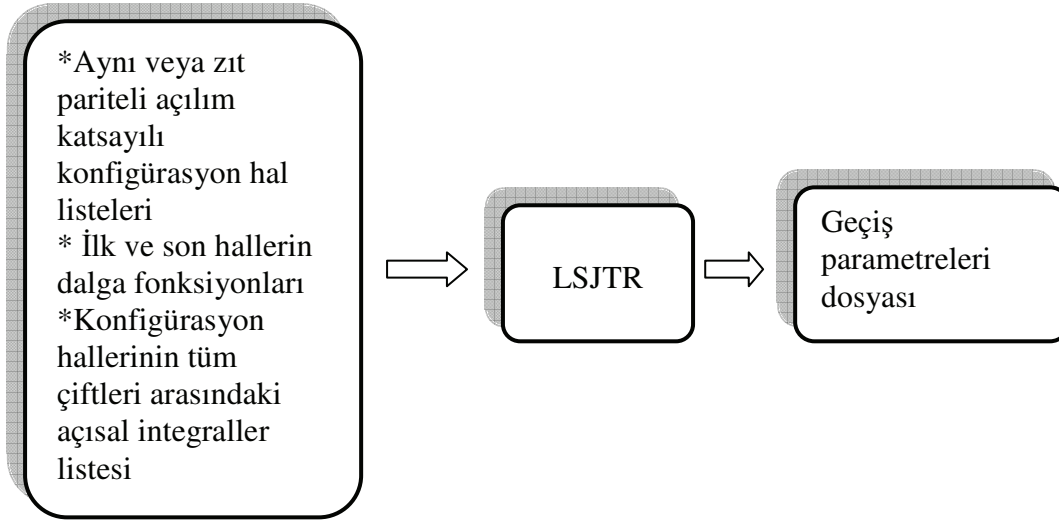 *Aynı veya zıt
pariteli açılım
katsayılı
konfigürasyon hal
listeleri
* İlk ve son hallerin
dalga fonksiyonları
*Konfigürasyon
hallerinin tüm
çiftleri arasındaki
açısal integraller
listesi
LSJTR
Geçiş
parametreleri
dosyası